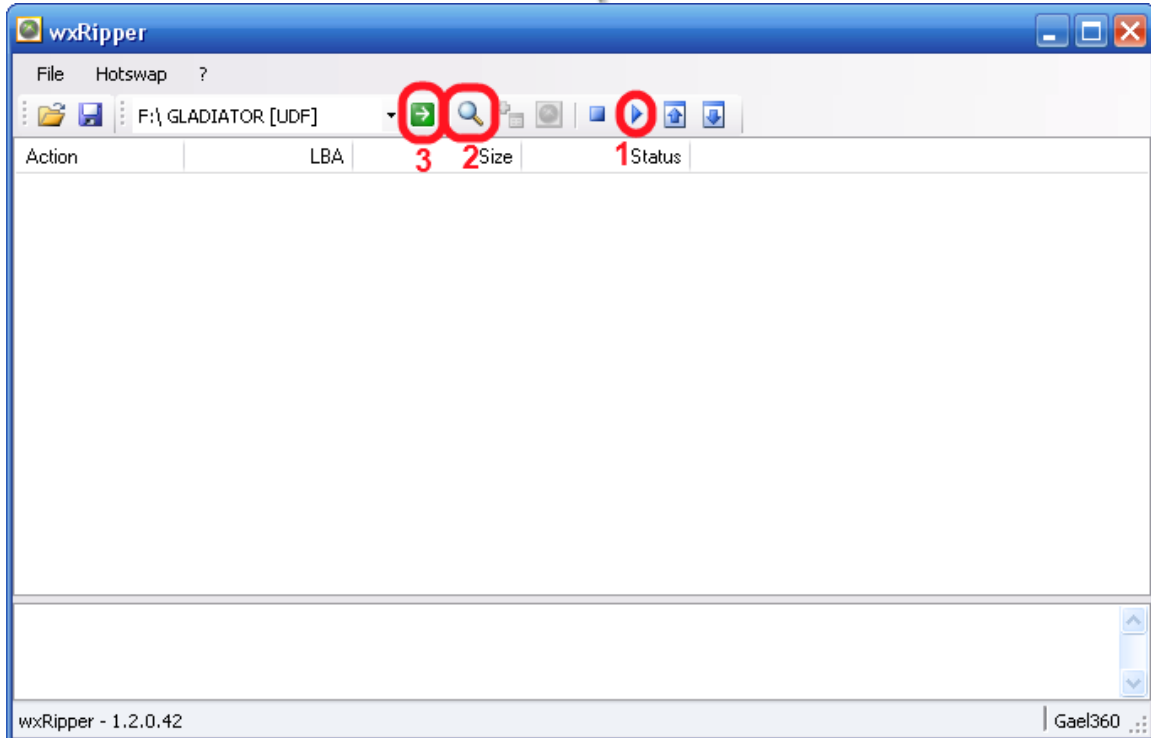 wxRipper
File Hotswap ?
F:\ GLADIATOR [UDF]
Action LBA 3 2 Size 1 Status
wxRipper - 1.2.0.42 Gael360